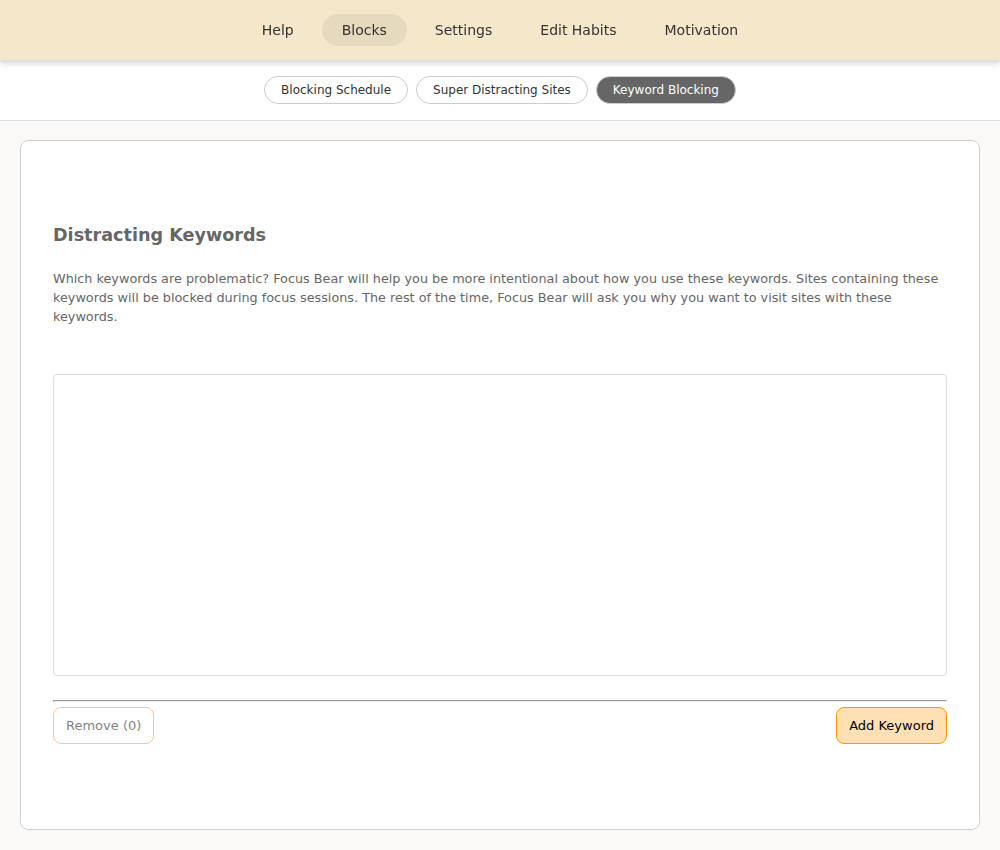 Help
Blocks
Settings
Edit Habits
Motivation
Blocking Schedule
Super Distracting Sites
Keyword Blocking
Distracting Keywords
Which keywords are problematic? Focus Bear will help you be more intentional about how you use these keywords. Sites containing these
keywords will be blocked during focus sessions. The rest of the time, Focus Bear will ask you why you want to visit sites with these
keywords.
Remove (0)
Add Keyword